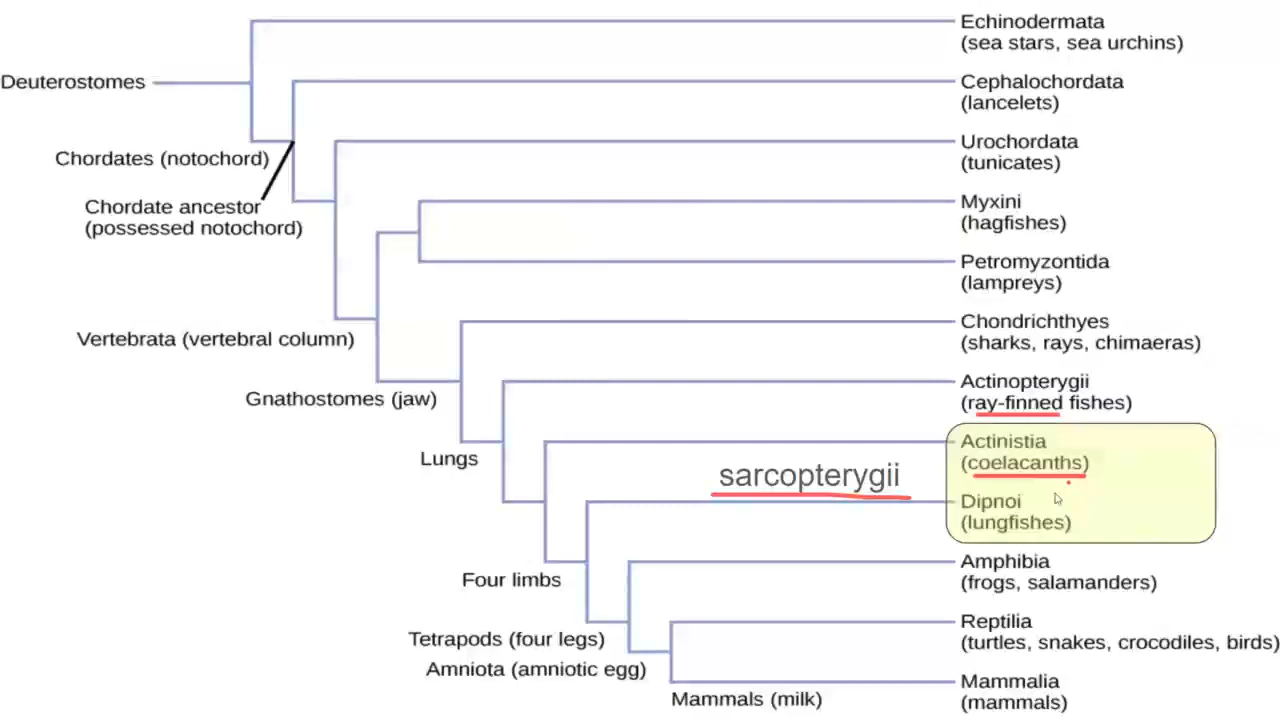 Echinodermata
(sea stars, sea urchins)
Deuterostomes
Cephalochordata
(lancelets)
Chordates (notochord)
Urochordata
(tunicates)
Chordate ancestor
(possessed notochord)
Myxini
(hagfishes)
Petromyzontida
(lampreys)
Vertebrata (vertebral column)
Chondrichthyes
(sharks, rays, chimaeras)
Gnathostomes (jaw)
Actinopterygii
(ray-finned fishes)
Lungs
Actinistia
(coelacanths)
sarcopterygii
Dipnoi
(lungfishes)
Four limbs
Amphibia
(frogs, salamanders)
Tetrapods (four legs)
Reptilia
(turtles, snakes, crocodiles, birds)
Amniota (amniotic egg)
Mammals (milk)
Mammalia
(mammals)